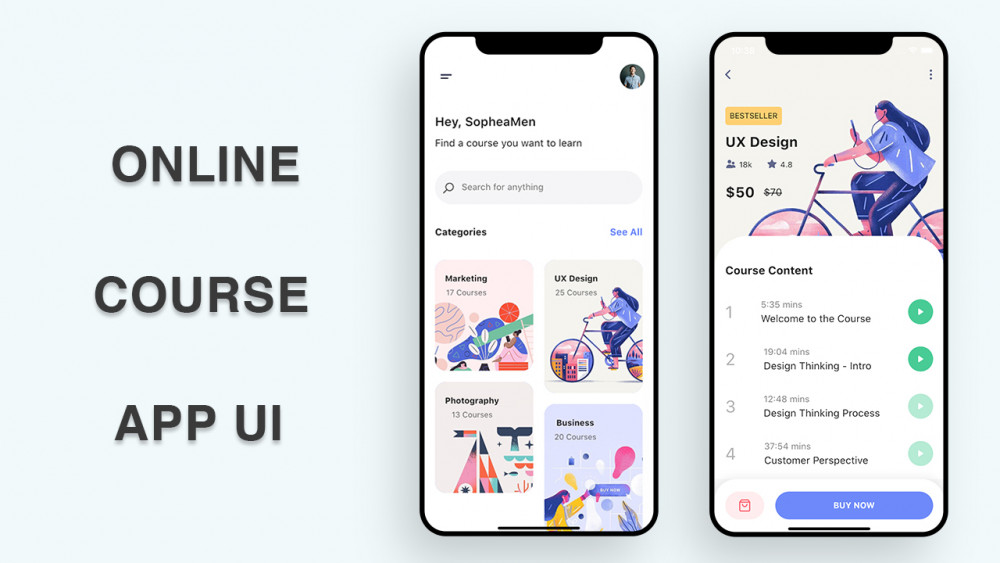 ONLINE
COURSE
APP UI
Hey, SopheaMen
Find a course you want to learn
Search for anything
Categories
See All
Marketing
17 Courses
UX Design
25 Courses
Photography
13 Courses
Business
20 Courses
BUY NOW
BESTSELLER
UX Design
18k
4.8
$50
$70
Course Content
1
5:35 mins
Welcome to the Course
2
19:04 mins
Design Thinking - Intro
3
12:48 mins
Design Thinking Process
4
37:54 mins
Customer Perspective
BUY NOW